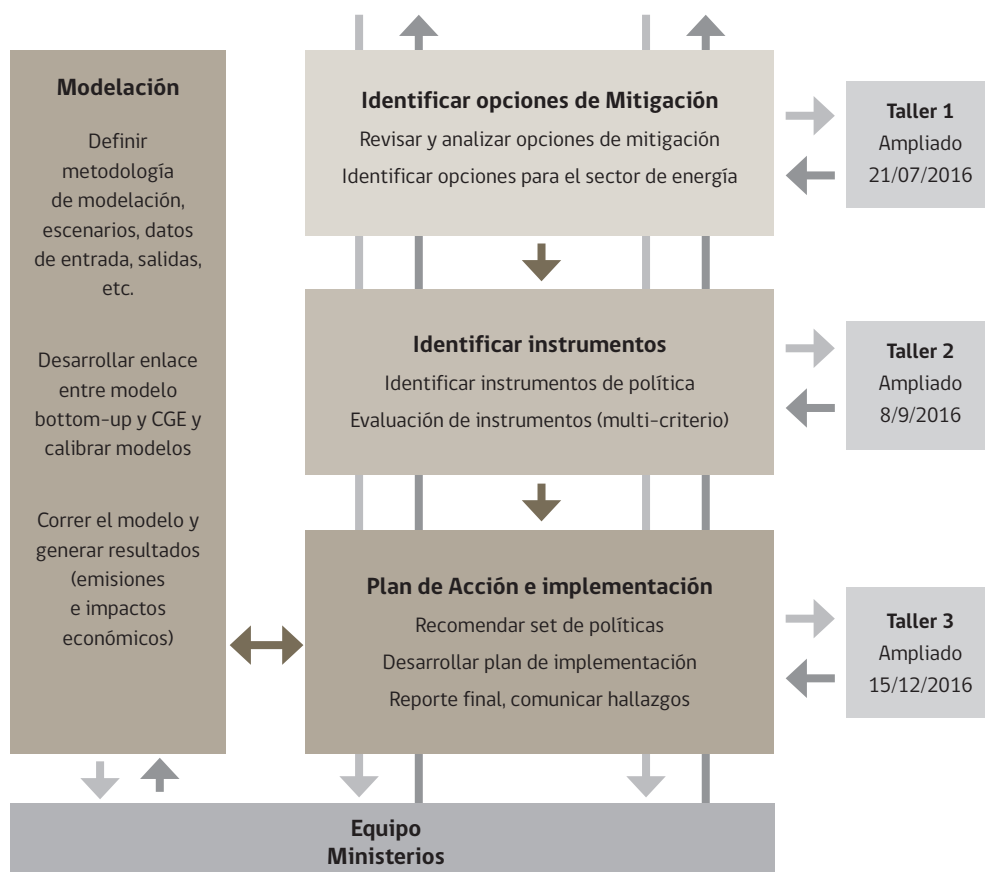 Modelación
Definir
metodología
de modelación,
escenarios, datos
de entrada, salidas,
etc.
Desarrollar enlace
entre modelo
bottom-up y CGE y
calibrar modelos
Correr el modelo y
generar resultados
(emisiones
e impactos
económicos)
Identificar opciones de Mitigación
Revisar y analizar opciones de mitigación
Identificar opciones para el sector de energía
Taller 1
Ampliado
21/07/2016
Identificar instrumentos
Identificar instrumentos de política
Evaluación de instrumentos (multi-criterio)
Taller 2
Ampliado
8/9/2016
Plan de Acción e implementación
Recomendar set de políticas
Desarrollar plan de implementación
Reporte final, comunicar hallazgos
Taller 3
Ampliado
15/12/2016
Equipo
Ministerios